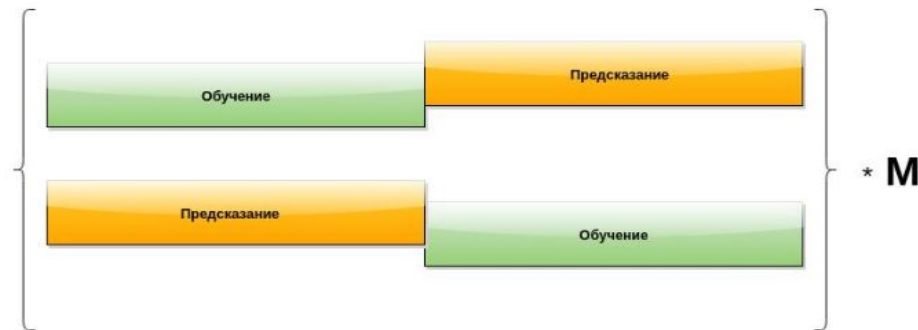 Обучение
Предсказание
* M
Предсказание
Обучение